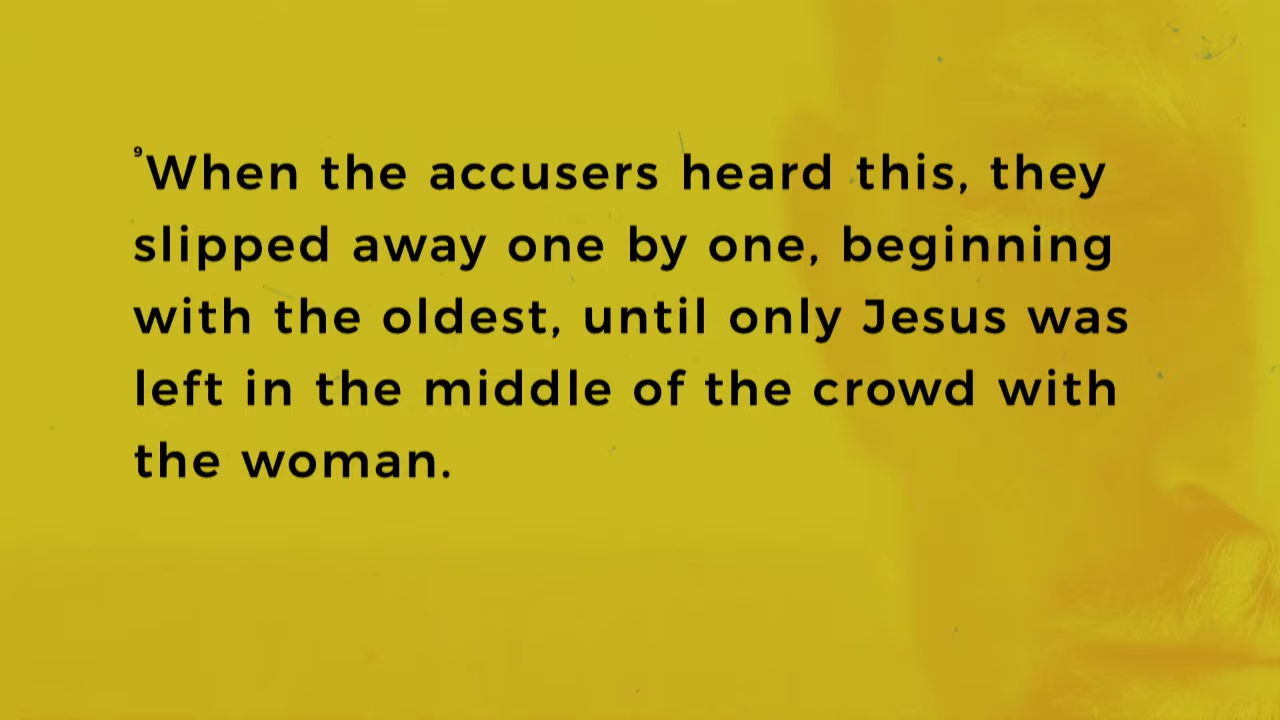 ⁹When the accusers heard this, they
slipped away one by one, beginning
with the oldest, until only Jesus was
left in the middle of the crowd with
the woman.